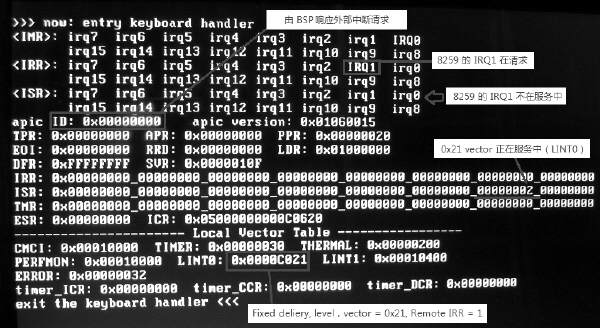 >>> now: entry keyboard handler
由 BSP 响应外部中断请求
<IMR>: irq7 irq6 irq5 irq4 irq3 irq2 irq1 IRQ0
irq15 irq14 irq13 irq12 irq11 irq10 irq9 irq8
<IRR>: irq7 irq6 irq5 irq4 irq3 irq2 IRQ1 irq0
8259 的 IRQ1 在请求
irq15 irq14 irq13 irq12 irq11 irq10 irq9 irq8
<ISR>: irq7 irq6 irq5 irq4 irq3 irq2 irq1 irq0
8259 的 IRQ1 不在服务中
irq15 irq14 irq13 irq12 irq11 irq10 irq9 irq8
apic ID: 0x00000000 apic version: 0x01060015
TPR: 0x00000000 APR: 0x00000000 PPR: 0x00000020
EOI: 0x00000000 RRD: 0x00000000 LDR: 0x01000000
0x21 vector 正在服务中 ( LINT0 )
DFR: 0xFFFFFFFF SVR: 0x0000010F
IRR: 0x00000000_00000000_00000000_00000000_00000000_00000000_00000000_00000000
ISR: 0x00000000_00000000_00000000_00000000_00000000_00000000_00000002_00000000
TMR: 0x00000000_00000000_00000000_00000000_00000000_00000000_00000000_00000000
ESR: 0x00000000 ICR: 0x05000000000C0620
---------------------- Local Vector Table ----------------
CMCI: 0x00010000 TIMER: 0x00000030 THERMAL: 0x00000200
PERFMON: 0x00010000 LINT0: 0x0000C021 LINT1: 0x00010400
ERROR: 0x00000032
timer_ICR: 0x00000000 timer_CCR: 0x00000000 timer_DCR: 0x00000000
exit the keyboard handler <<<
Fixed deliery, level . vector = 0x21, Remote IRR = 1